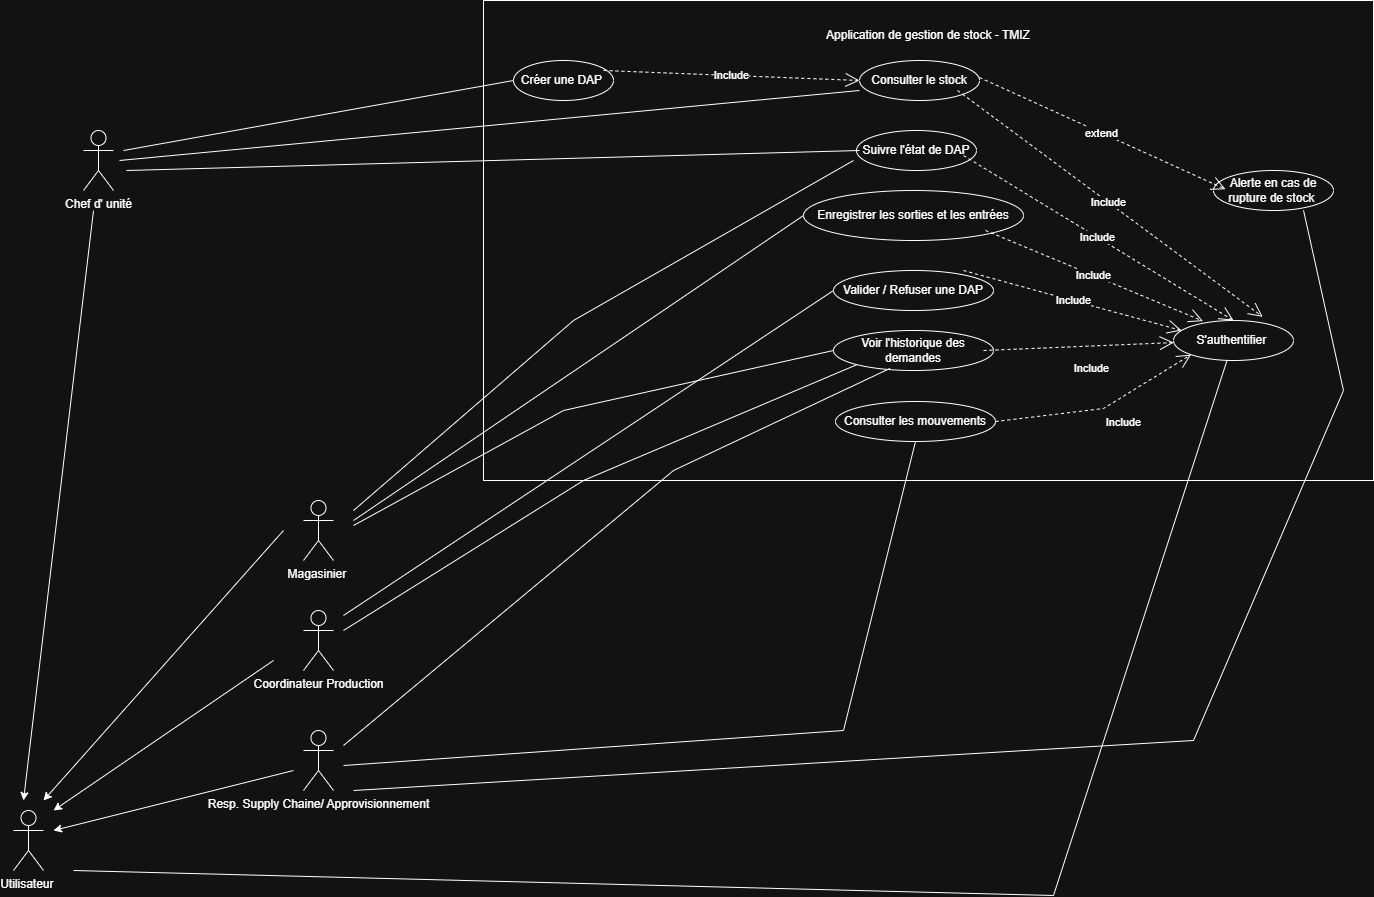 Application de gestion de stock - TMIZ
Créer une DAP
Include
Consulter le stock
extend
Suivre l'état de DAP
Alerte en cas de
rupture de stock
Chef d' unité
Include
Enregistrer les sorties et les entrées
Include
Include
Valider / Refuser une DAP
Include
S'authentifier
Voir l'historique des
demandes
Include
Consulter les mouvements
Include
Magasinier
Coordinateur Production
Resp. Supply Chaine/ Approvisionnement
Utilisateur